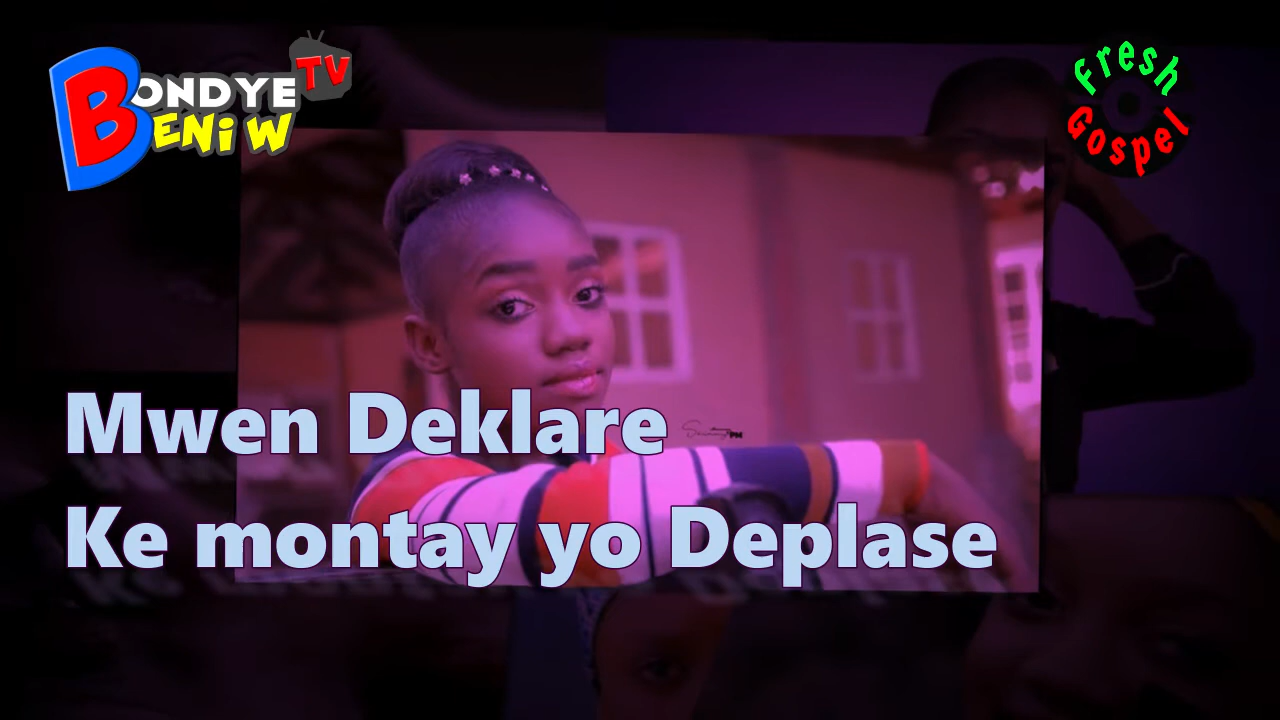 BONDYE TV
BENi W
Fresh
Gospel
Mwen Deklare
Ke montay yo Deplase